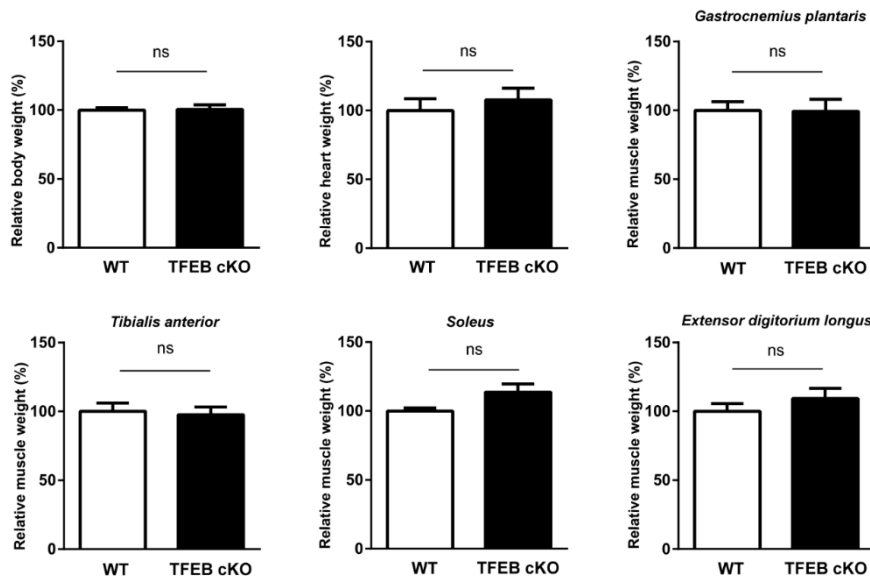 Relative body weight (%)
150
100
50
0
ns
WT TFEB cKO
Relative heart weight (%)
150
100
50
0
ns
WT TFEB cKO
Gastrocnemius plantaris
Relative muscle weight (%)
150
100
50
0
ns
WT TFEB cKO
Tibialis anterior
Relative muscle weight (%)
150
100
50
0
ns
WT TFEB cKO
Soleus
Relative muscle weight (%)
150
100
50
0
ns
WT TFEB cKO
Extensor digitorium longus
Relative muscle weight (%)
150
100
50
0
ns
WT TFEB cKO